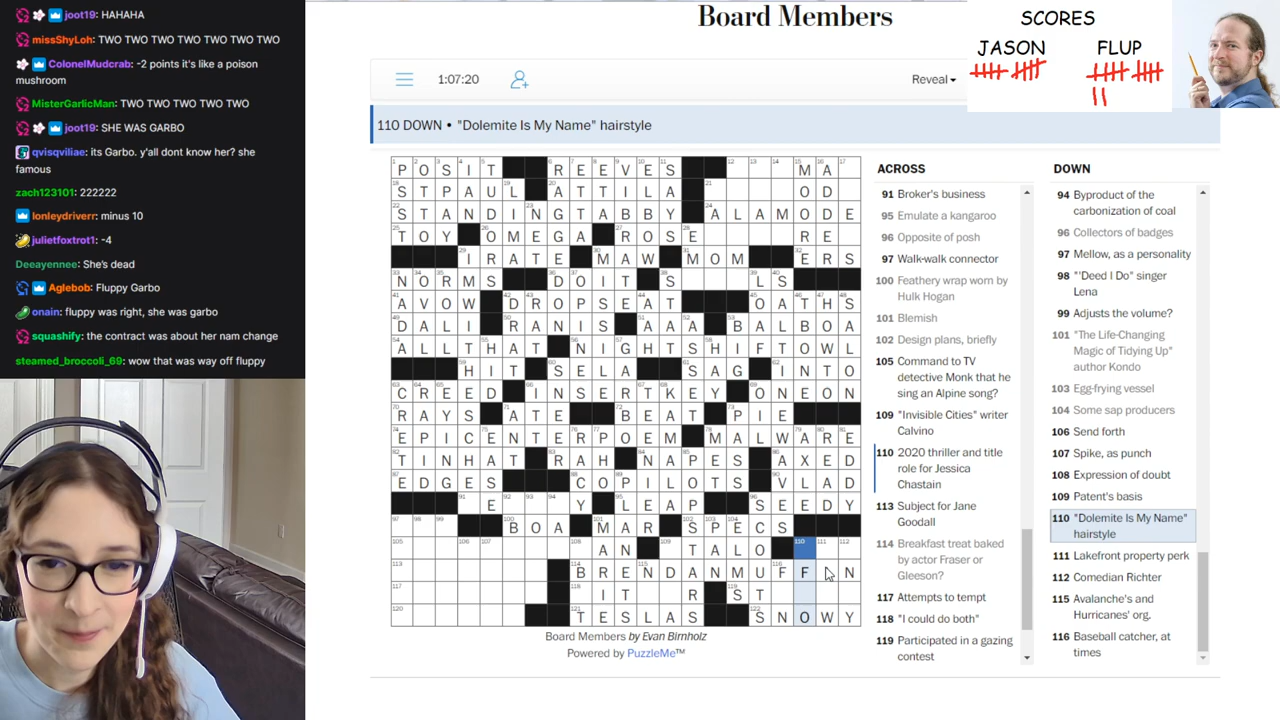 joot19: HAHAHA
missShyLoh: TWO TWO TWO TWO TWO TWO TWO
ColonelMudcrab: -2 points it's like a poison
mushroom
MisterGarlicMan: TWO TWO TWO TWO TWO
joot19: SHE WAS GARBO
qvisqviliae: its Garbo. y'all dont know her? she
famous
zach123101: 222222
lonleydriverr: minus 10
julietfoxtrot1: -4
Deeayennee: She's dead
Aglebob: Fluppy Garbo
onain: fluppy was right, she was garbo
squashify: the contract was about her nam change
steamed_broccoli_69: wow that was way off fluppy
Board Members
1:07:20
Reveal
SCORES
JASON FLUP
110 DOWN • "Dolemite Is My Name" hairstyle
P O S I T R E E V E S M A
S T P A U L A T T I L A O D
S T A N D I N G T A B B Y A L A M O D E
T O Y O M E G A R O S E R E
I R A T E M A W M O M E R S
N O R M S D O I T S L S
A V O W D R O P S E A T O A T H S
D A L I R A N I S A A A B A L B O A
A L L T H A T N I G H T S H I F T O W L
H I T S E L A S A G I N T O
C R E E D I N S E R T K E Y O N E O N
R A Y S A T E B E A T P I E
E P I C E N T E R P O E M M A L W A R E
T I N H A T R A H N A P E S A X E D
E D G E S C O P I L O T S V L A D
E Y L E A P S E E D Y
B O A M A R S P E C S
A N T A L O
B R E N D A N M U F F N
I T R S T
T E S L A S S N O W Y
Board Members by Evan Birnholz
Powered by PuzzleMe™
ACROSS
91 Broker's business
95 Emulate a kangaroo
96 Opposite of posh
97 Walk-walk connector
100 Feathery wrap worn by
Hulk Hogan
101 Blemish
102 Design plans, briefly
105 Command to TV
detective Monk that he
sing an Alpine song?
109 "Invisible Cities" writer
Calvino
110 2020 thriller and title
role for Jessica
Chastain
113 Subject for Jane
Goodall
114 Breakfast treat baked
by actor Fraser or
Gleeson?
117 Attempts to tempt
118 "I could do both"
119 Participated in a gazing
contest
DOWN
94 Byproduct of the
carbonization of coal
96 Collectors of badges
97 Mellow, as a personality
98 "'Deed I Do" singer
Lena
99 Adjusts the volume?
101 "The Life-Changing
Magic of Tidying Up"
author Kondo
103 Egg-frying vessel
104 Some sap producers
106 Send forth
107 Spike, as punch
108 Expression of doubt
109 Patent's basis
110 "Dolemite Is My Name"
hairstyle
111 Lakefront property perk
112 Comedian Richter
115 Avalanche's and
Hurricanes' org.
116 Baseball catcher, at
times